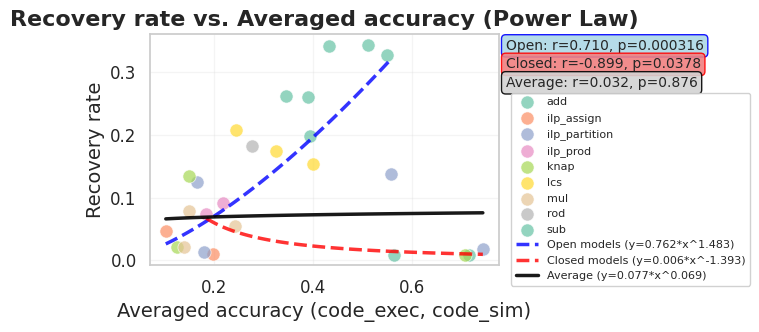 Recovery rate vs. Averaged accuracy (Power Law)
Open: r=0.710, p=0.000316
Closed: r=-0.899, p=0.0378
Average: r=0.032, p=0.876
Recovery rate
0.3
0.2
0.1
0.0
0.2
0.4
0.6
Averaged accuracy (code_exec, code_sim)
add
ilp_assign
ilp_partition
ilp_prod
knap
lcs
mul
rod
sub
Open models (y=0.762*x^1.483)
Closed models (y=0.006*x^-1.393)
Average (y=0.077*x^0.069)